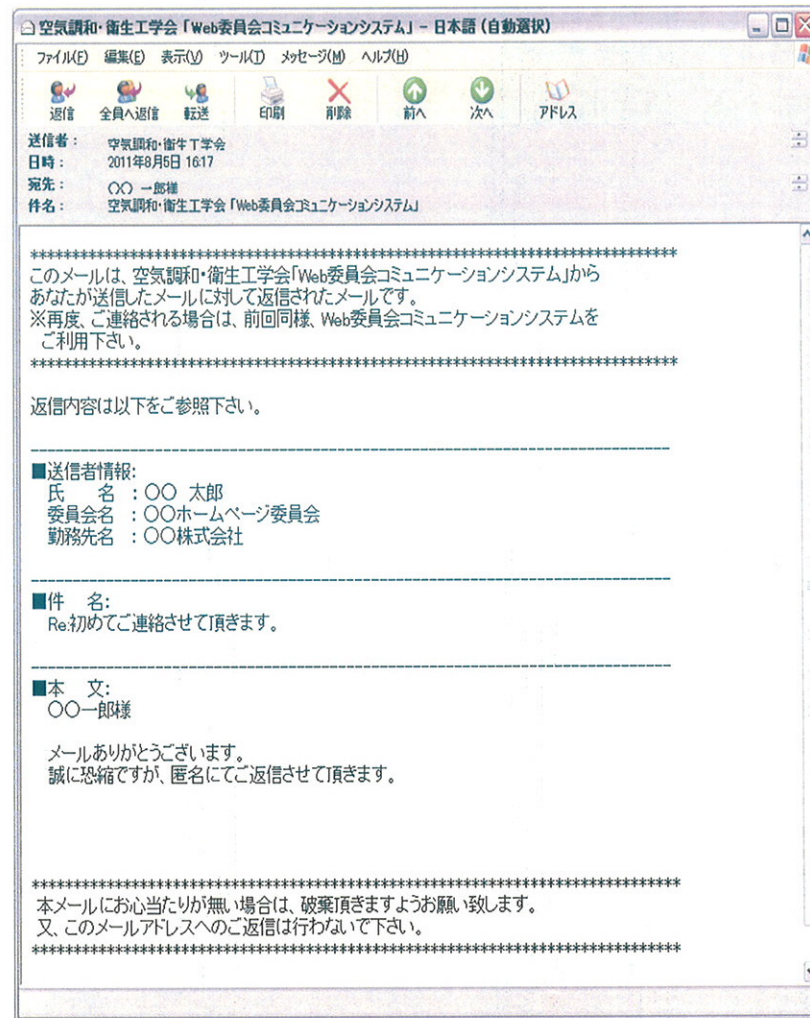 空気調和・衛生工学会「Web委員会コミュニケーションシステム」 - 日本語 (自動選択)
ファイル(F) 編集(E) 表示(V) ツール(T) メッセージ(M) ヘルプ(H)
返信 全員へ返信 転送 印刷 削除 前へ 次へ アドレス
送信者： 空気調和・衛生工学会
日時： 2011年8月5日 16:17
宛先： 〇〇 一郎様
件名： 空気調和・衛生工学会「Web委員会コミュニケーションシステム」
******************************************************************************
このメールは、空気調和・衛生工学会「Web委員会コミュニケーションシステム」から
あなたが送信したメールに対して返信されたメールです。
※再度、ご連絡される場合は、前回同様、Web委員会コミュニケーションシステムを
ご利用下さい。
******************************************************************************
返信内容は以下をご参照下さい。
------------------------------------------------------------------------------
■送信者情報:
氏　　名　：〇〇 太郎
委員会名　：〇〇ホームページ委員会
勤務先名　：〇〇株式会社
------------------------------------------------------------------------------
■件　名:
Re:初めてご連絡させて頂きます。
------------------------------------------------------------------------------
■本　文:
〇〇一郎様
メールありがとうございます。
誠に恐縮ですが、匿名にてご返信させて頂きます。
******************************************************************************
本メールにお心当たりが無い場合は、破棄頂きますようお願い致します。
又、このメールアドレスへのご返信は行わないで下さい。
******************************************************************************